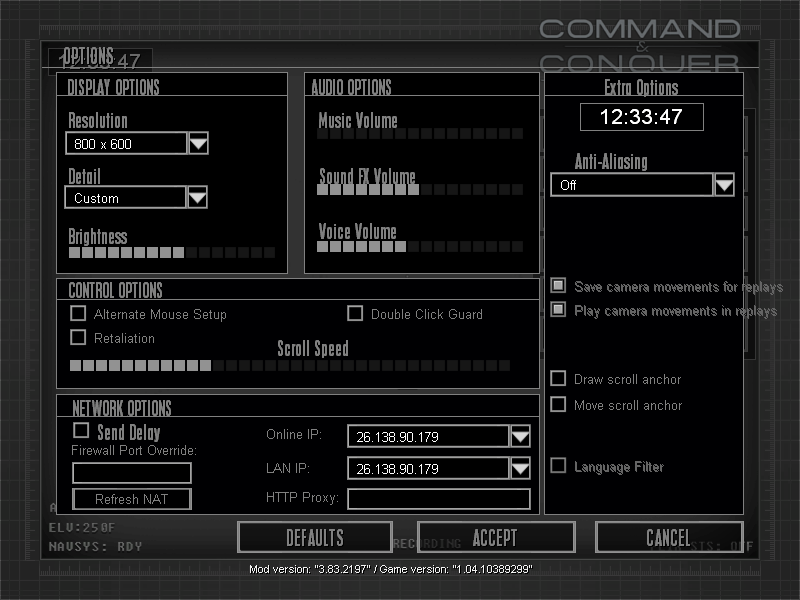 COMMAND
&
CONQUER
OPTIONS
DISPLAY OPTIONS
Resolution
800 x 600
Detail
Custom
Brightness
AUDIO OPTIONS
Music Volume
Sound FX Volume
Voice Volume
Extra Options
12:33:47
Anti-Aliasing
Off
Save camera movements for replays
Play camera movements in replays
Draw scroll anchor
Move scroll anchor
Language Filter
CONTROL OPTIONS
Alternate Mouse Setup
Double Click Guard
Retaliation
Scroll Speed
NETWORK OPTIONS
Send Delay
Firewall Port Override:
Refresh NAT
Online IP:
26.138.90.179
LAN IP:
26.138.90.179
HTTP Proxy:
ELV:250F
NAVSYS: RDY
DEFAULTS
ACCEPT
CANCEL
Mod version: "3.83.2197" / Game version: "1.04.10389299"